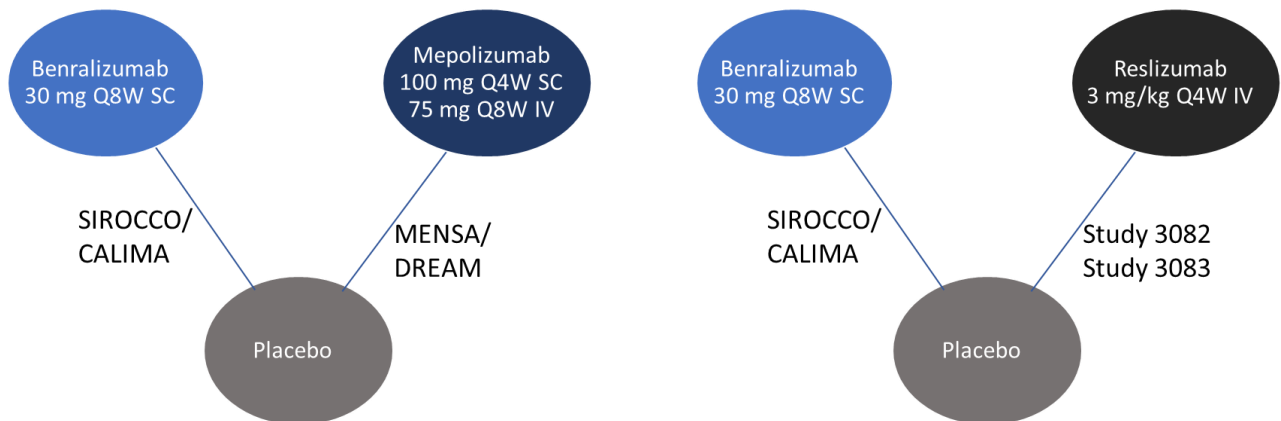 Benralizumab
30 mg Q8W SC
Mepolizumab
100 mg Q4W SC
75 mg Q8W IV
SIROCCO/
CALIMA
MENSA/
DREAM
Placebo
Benralizumab
30 mg Q8W SC
Reslizumab
3 mg/kg Q4W IV
SIROCCO/
CALIMA
Study 3082
Study 3083
Placebo